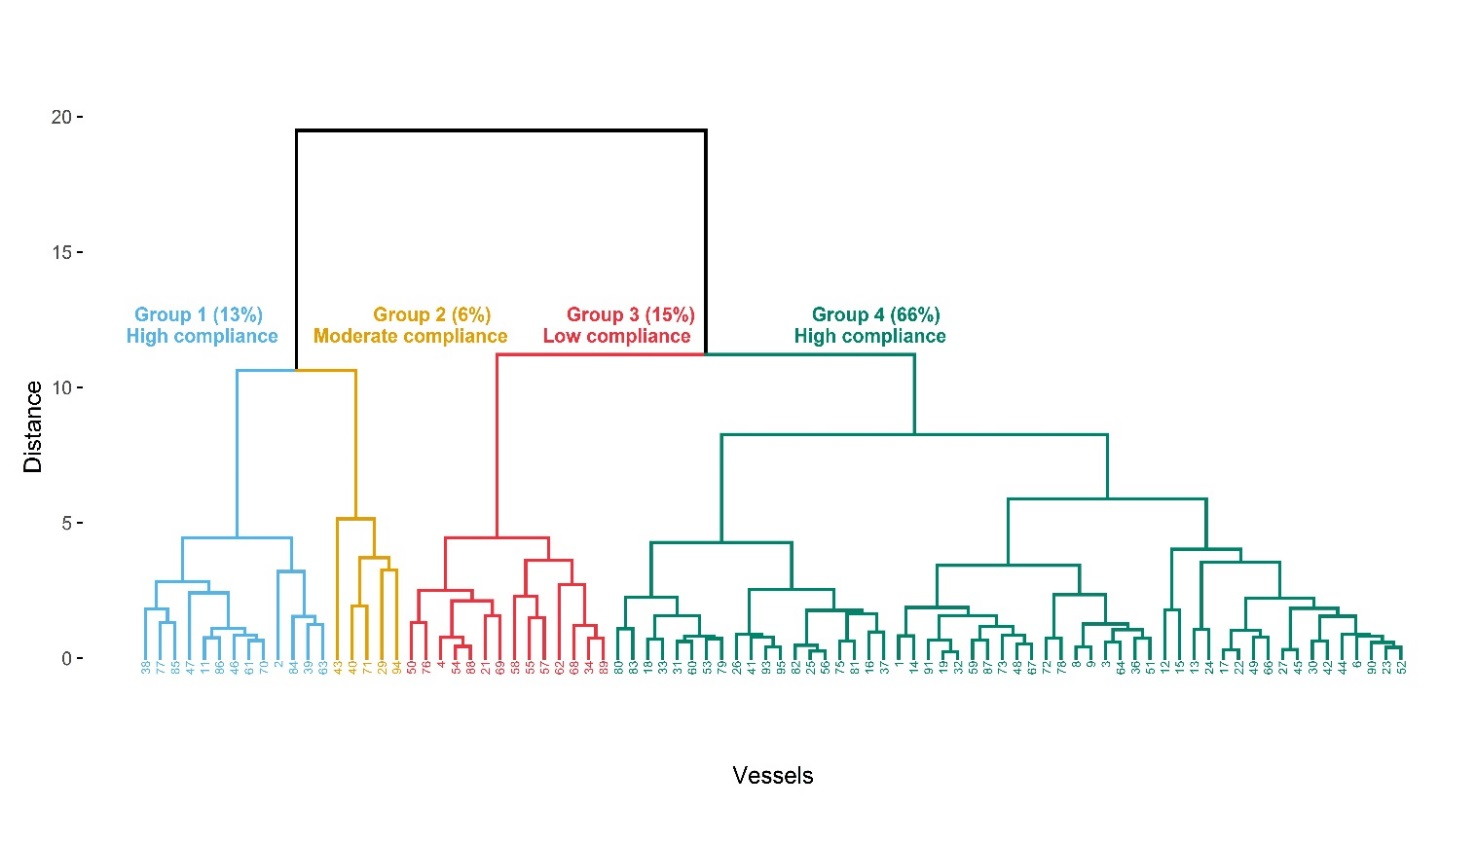 20
15
10
5
0
Distance
Group 1 (13%)
High compliance
Group 2 (6%)
Moderate compliance
Group 3 (15%)
Low compliance
Group 4 (66%)
High compliance
38 77 85 47 11 86 46 61 70 2 84 39 63 43 40 71 29 94 50 76 4 54 88 21 69 58 55 57 62 68 34 89 80 83 18 33 31 60 53 79 26 41 93 95 82 25 56 75 81 16 37 1 14 91 19 32 59 87 73 48 67 72 78 8 9 3 64 36 51 12 15 13 24 17 22 49 66 27 45 30 42 44 6 90 23 52
Vessels